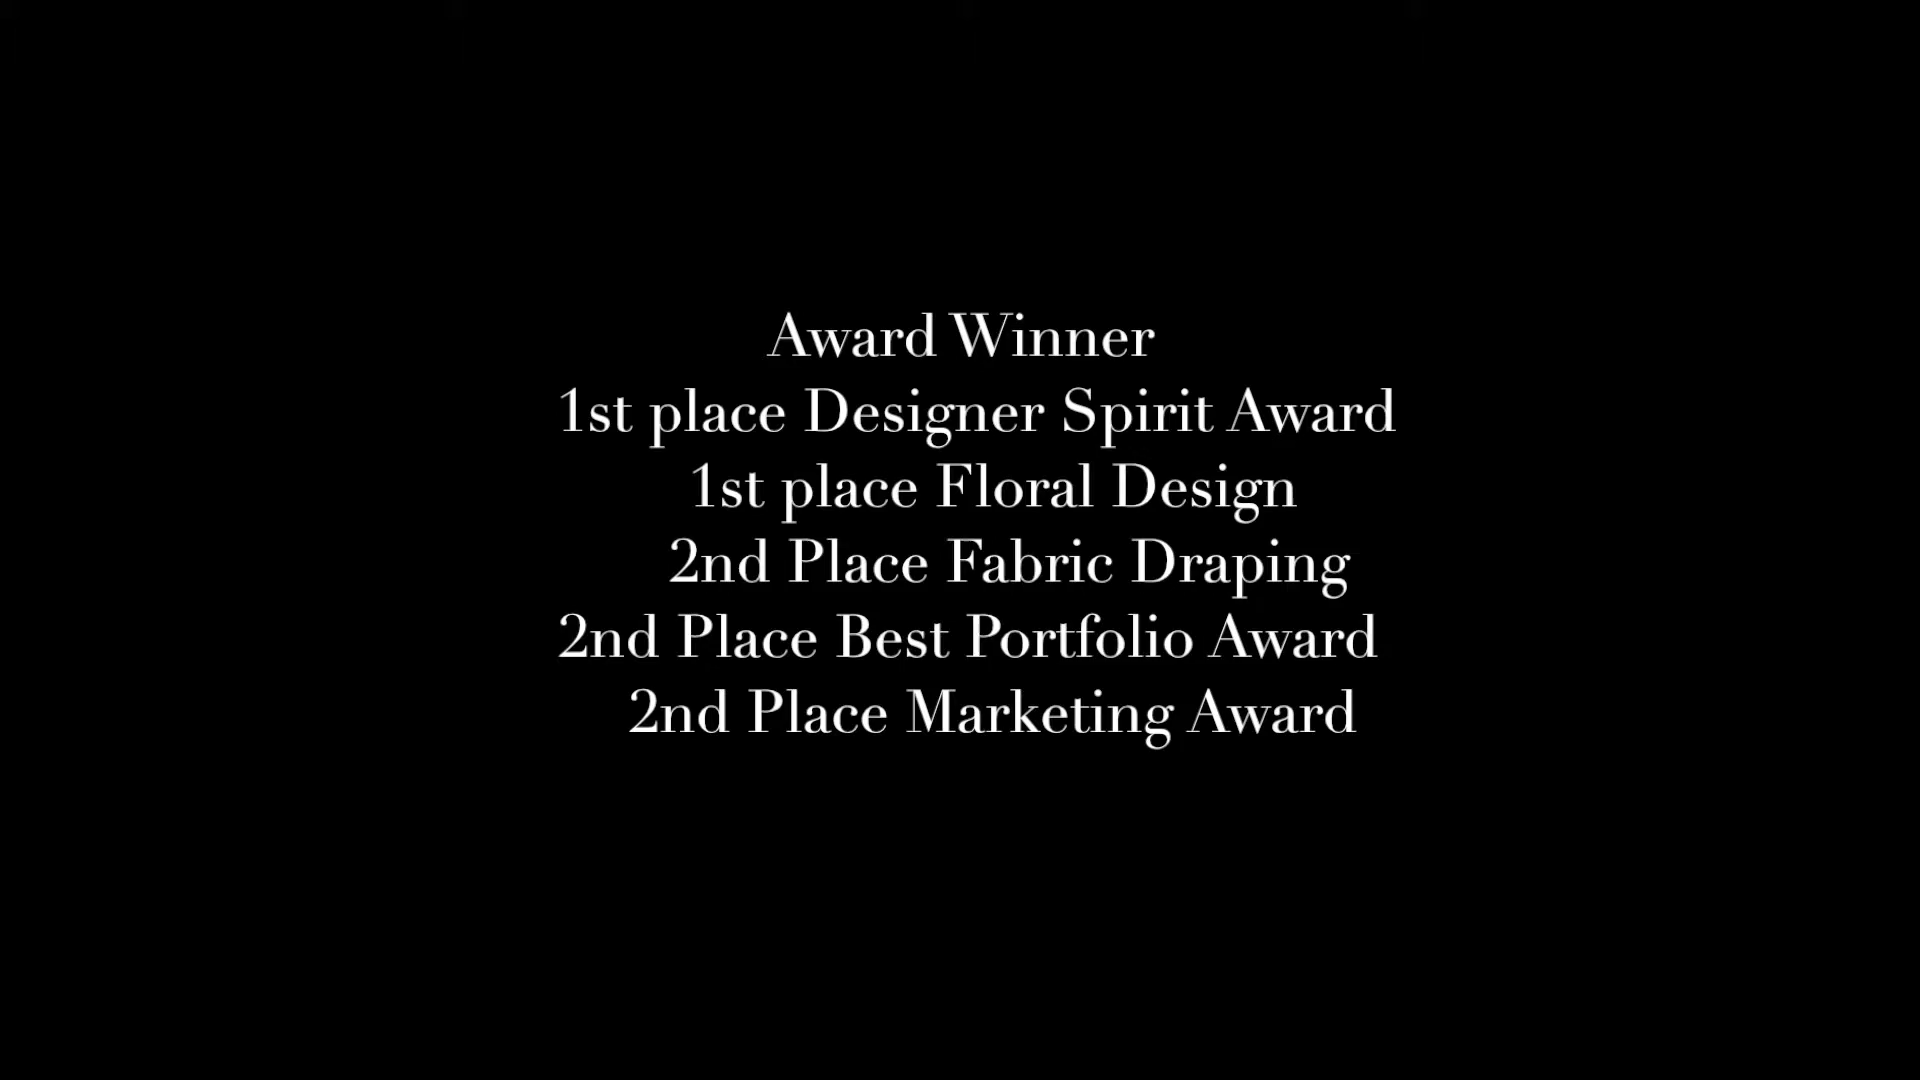 Award Winner
1st place Designer Spirit Award
1st place Floral Design
2nd Place Fabric Draping
2nd Place Best Portfolio Award
2nd Place Marketing Award